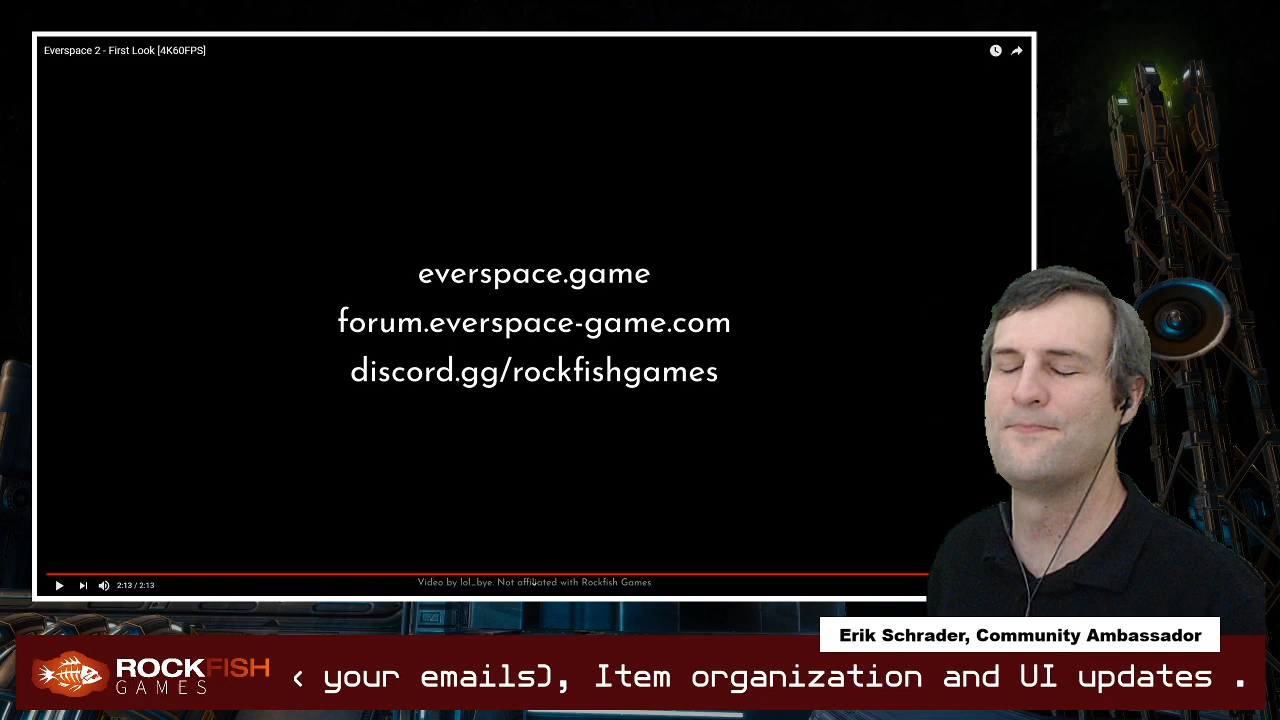 Everspace 2 - First Look [4K60FPS]
everspace.game
forum.everspace-game.com
discord.gg/rockfishgames
2:13 / 2:13
Video by lol_bye. Not affiliated with Rockfish Games
Erik Schrader, Community Ambassador
ROCKFISH
GAMES
< your emails), Item organization and UI updates .